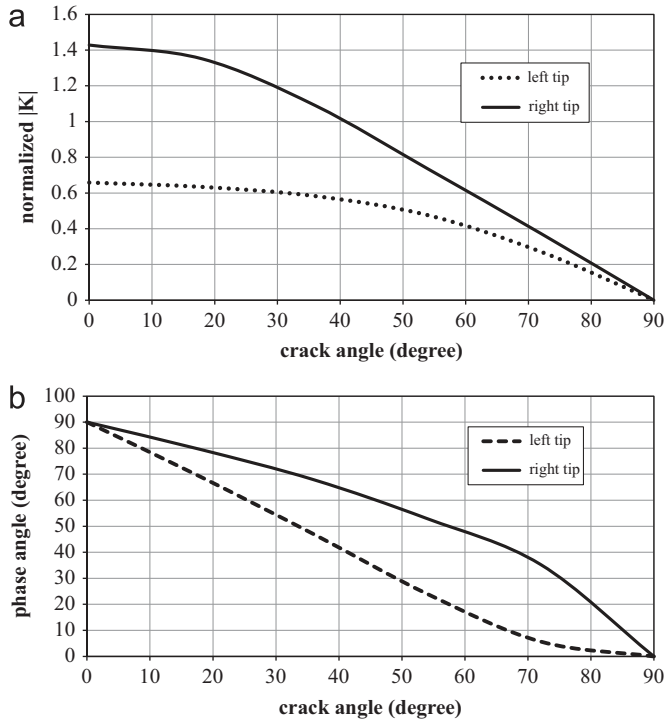 a
1.6
1.4
1.2
1
0.8
0.6
0.4
0.2
0
normalized |K|
left tip
right tip
0 10 20 30 40 50 60 70 80 90
crack angle (degree)
b
100
90
80
70
60
50
40
30
20
10
0
phase angle (degree)
left tip
right tip
0 10 20 30 40 50 60 70 80 90
crack angle (degree)